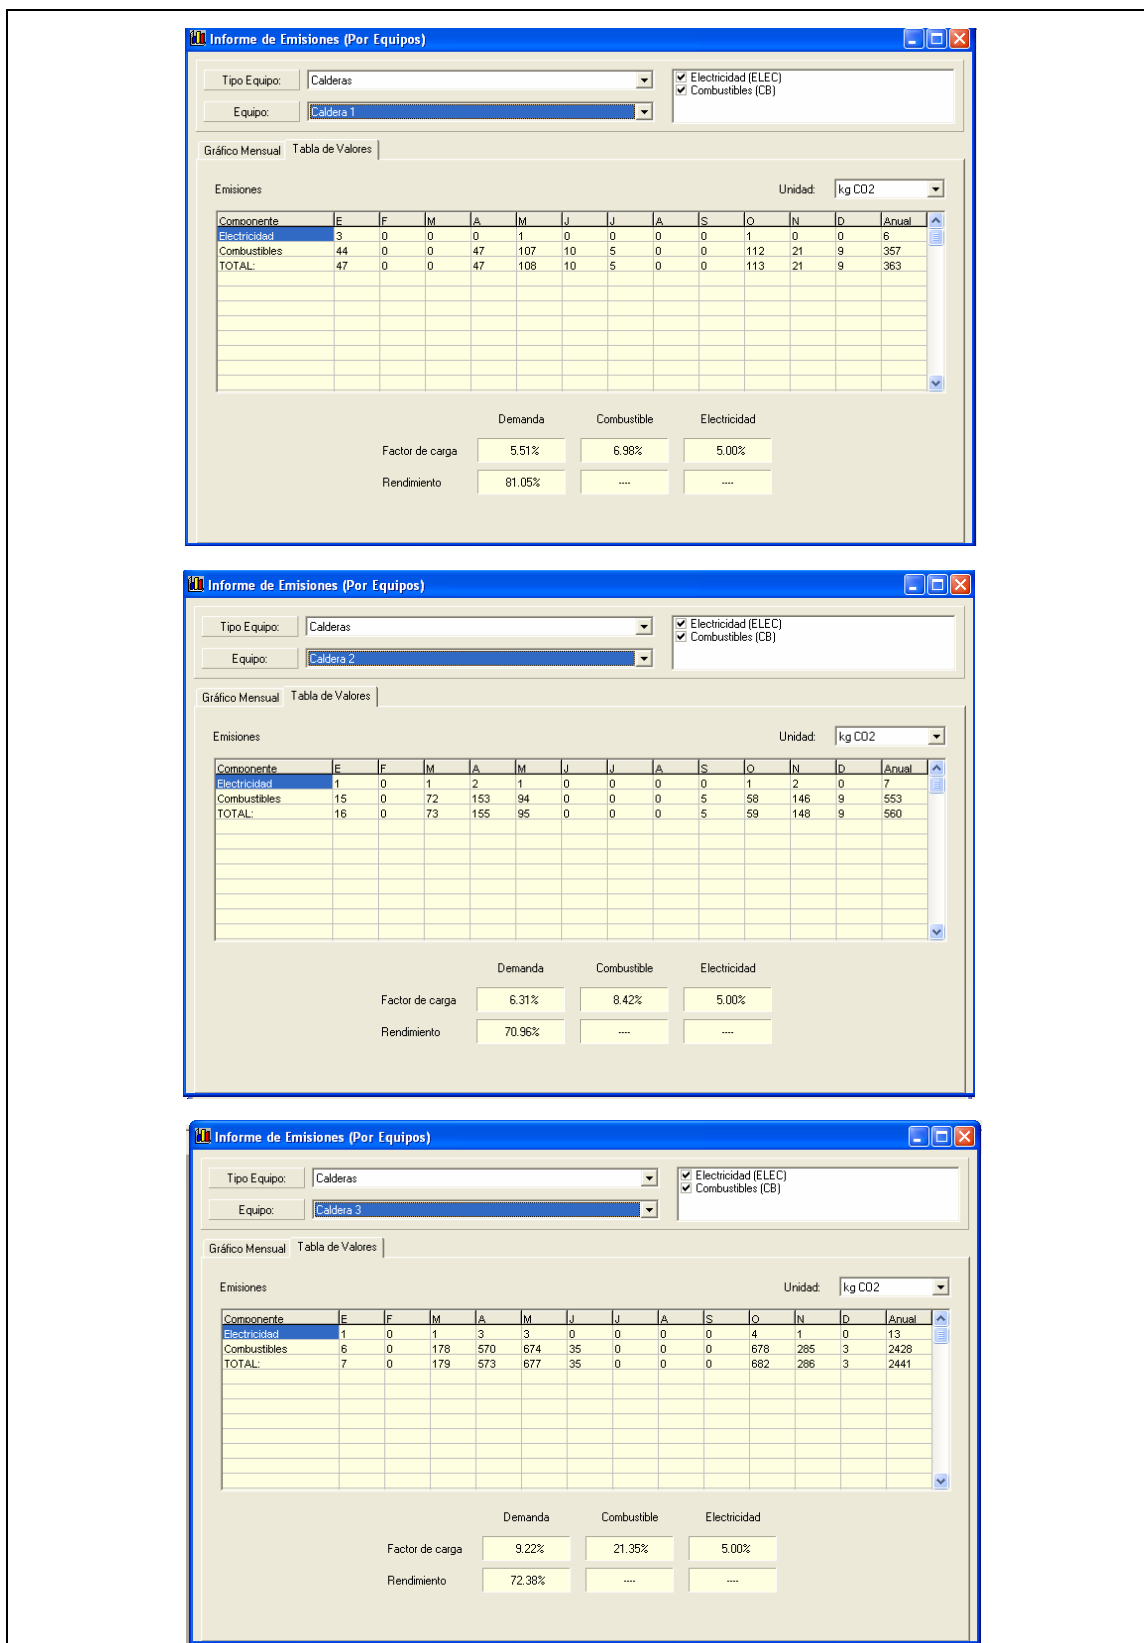 Informe de Emisiones (Por Equipos)
Tipo Equipo: Calderas Electricidad (ELEC)
Combustibles (CB)
Equipo: Caldera 1
Gráfico Mensual Tabla de Valores
Emisiones Unidad: kg CO2
Componente E F M A M J J A S O N D Anual
Electricidad 3 0 0 0 1 0 0 0 0 1 0 0 6
Combustibles 44 0 0 47 107 10 5 0 0 112 21 9 357
TOTAL: 47 0 0 47 108 10 5 0 0 113 21 9 363
Demanda Combustible Electricidad
Factor de carga 5.51% 6.98% 5.00%
Rendimiento 81.05% ---- ----
Informe de Emisiones (Por Equipos)
Tipo Equipo: Calderas Electricidad (ELEC)
Combustibles (CB)
Equipo: Caldera 2
Gráfico Mensual Tabla de Valores
Emisiones Unidad: kg CO2
Componente E F M A M J J A S O N D Anual
Electricidad 1 0 1 2 1 0 0 0 0 1 2 0 7
Combustibles 15 0 72 153 94 0 0 0 5 58 146 9 553
TOTAL: 16 0 73 155 95 0 0 0 5 59 148 9 560
Demanda Combustible Electricidad
Factor de carga 6.31% 8.42% 5.00%
Rendimiento 70.96% ---- ----
Informe de Emisiones (Por Equipos)
Tipo Equipo: Calderas Electricidad (ELEC)
Combustibles (CB)
Equipo: Caldera 3
Gráfico Mensual Tabla de Valores
Emisiones Unidad: kg CO2
Componente E F M A M J J A S O N D Anual
Electricidad 1 0 1 3 3 0 0 0 0 4 1 0 13
Combustibles 6 0 178 570 674 35 0 0 0 678 285 3 2428
TOTAL: 7 0 179 573 677 35 0 0 0 682 286 3 2441
Demanda Combustible Electricidad
Factor de carga 9.22% 21.35% 5.00%
Rendimiento 72.38% ---- ----